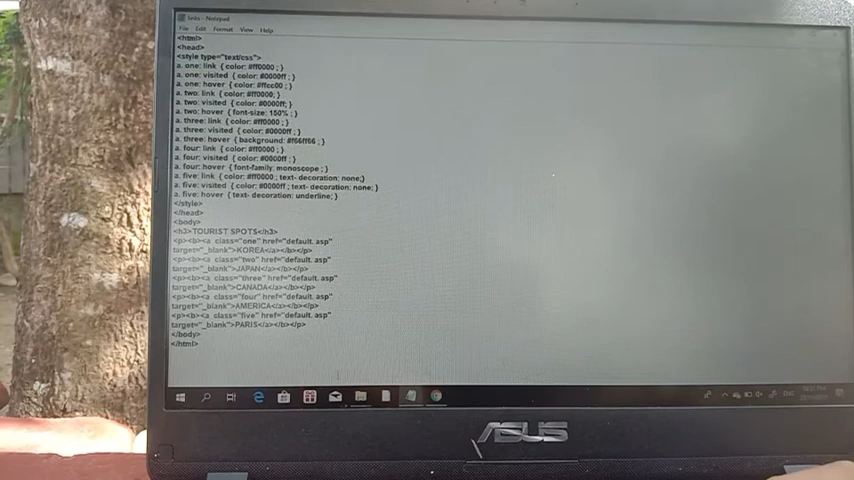 links - Notepad
File Edit Format View Help
<html>
<head>
<style type="text/css">
a. one: link { color: #ff0000 ; }
a. one: visited { color: #0000ff ; }
a. one: hover { color: #ffcc00 ; }
a. two: link { color: #ff0000; }
a. two: visited { color: #0000ff; }
a. two: hover { font-size: 150% ; }
a. three: link { color: #ff0000 ; }
a. three: visited { color: #0000ff ; }
a. three: hover { background: #f66ff66 ; }
a. four: link { color: #ff0000 ; }
a. four: visited { color: #0000ff ; }
a. four: hover { font-family: monoscope ; }
a. five: link { color: #ff0000 ; text- decoration: none;}
a. five: visited { color: #0000ff ; text- decoration: none; }
a. five: hover { text- decoration: underline; }
</style>
</head>
<body>
<h3>TOURIST SPOTS</h3>
<p><b><a class="one" href="default. asp"
target="_blank">KOREA</a></b></p>
<p><b><a class="two" href="default. asp"
target="_blank">JAPAN</a></b></p>
<p><b><a class="three" href="default. asp"
target="_blank">CANADA</a></b></p>
<p><b><a class="four" href="default. asp"
target="_blank">AMERICA</a></b></p>
<p><b><a class="five" href="default. asp"
target="_blank">PARIS</a></b></p>
</body>
</html>
ENG
ASUS